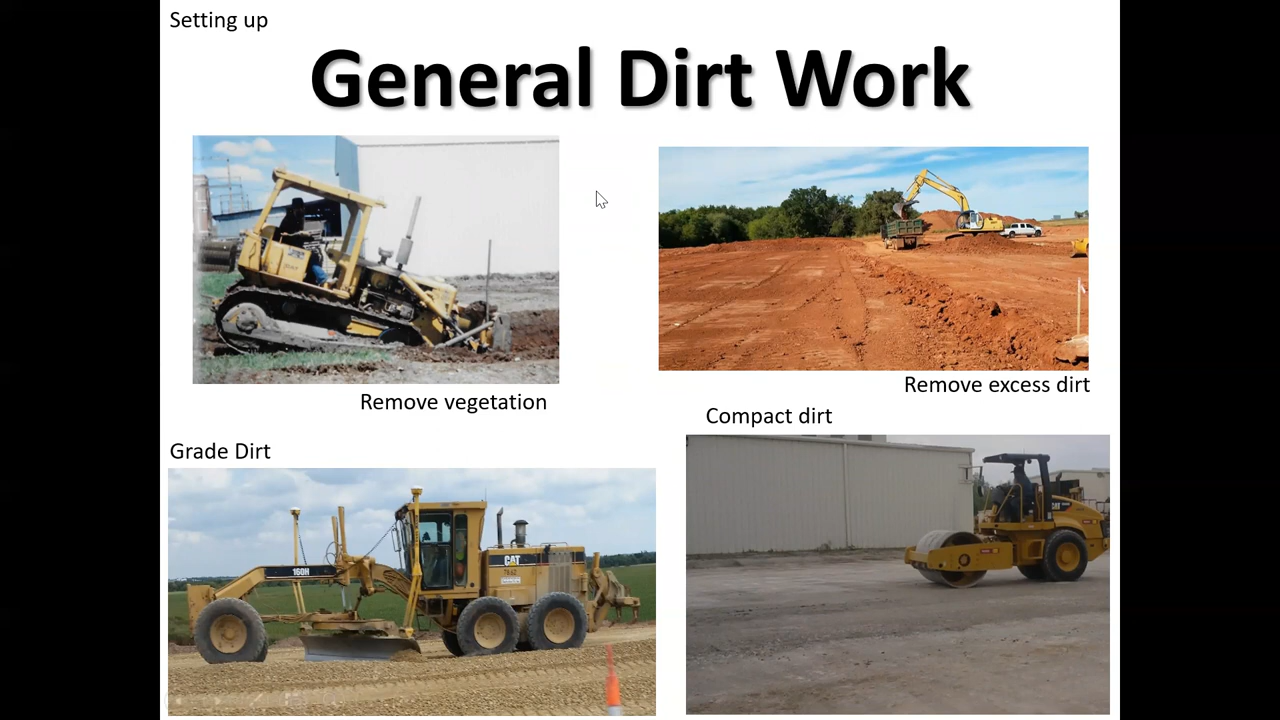 Setting up
General Dirt Work
Remove vegetation
Remove excess dirt
Compact dirt
Grade Dirt
160H
CAT